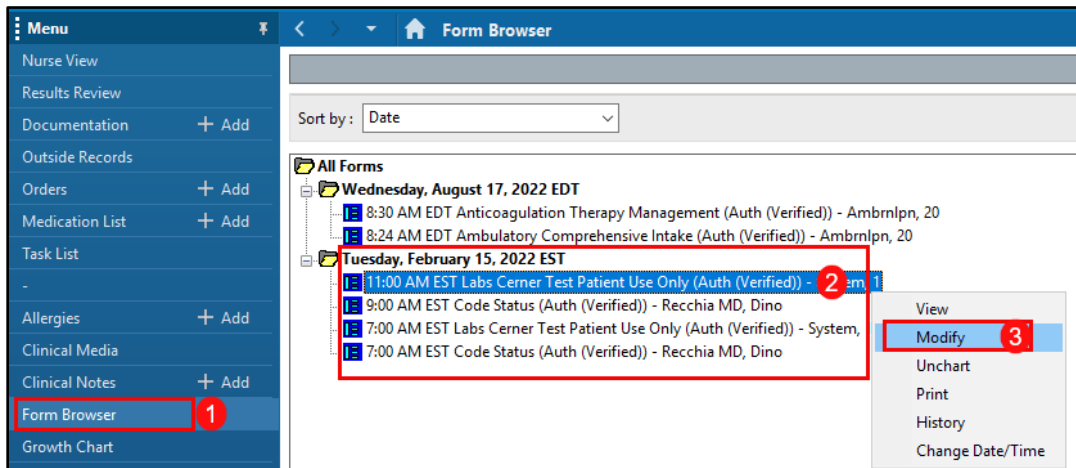 Menu
Nurse View
Results Review
Documentation + Add
Outside Records
Orders + Add
Medication List + Add
Task List
-
Allergies + Add
Clinical Media
Clinical Notes + Add
Form Browser 1
Growth Chart
Form Browser
Sort by : Date
All Forms
Wednesday, August 17, 2022 EDT
8:30 AM EDT Anticoagulation Therapy Management (Auth (Verified)) - Ambrnlpn, 20
8:24 AM EDT Ambulatory Comprehensive Intake (Auth (Verified)) - Ambrnlpn, 20
Tuesday, February 15, 2022 EST
11:00 AM EST Labs Cerner Test Patient Use Only (Auth (Verified)) - 2 em, 1
9:00 AM EST Code Status (Auth (Verified)) - Recchia MD, Dino
7:00 AM EST Labs Cerner Test Patient Use Only (Auth (Verified)) - System,
7:00 AM EST Code Status (Auth (Verified)) - Recchia MD, Dino
View
Modify 3
Unchart
Print
History
Change Date/Time